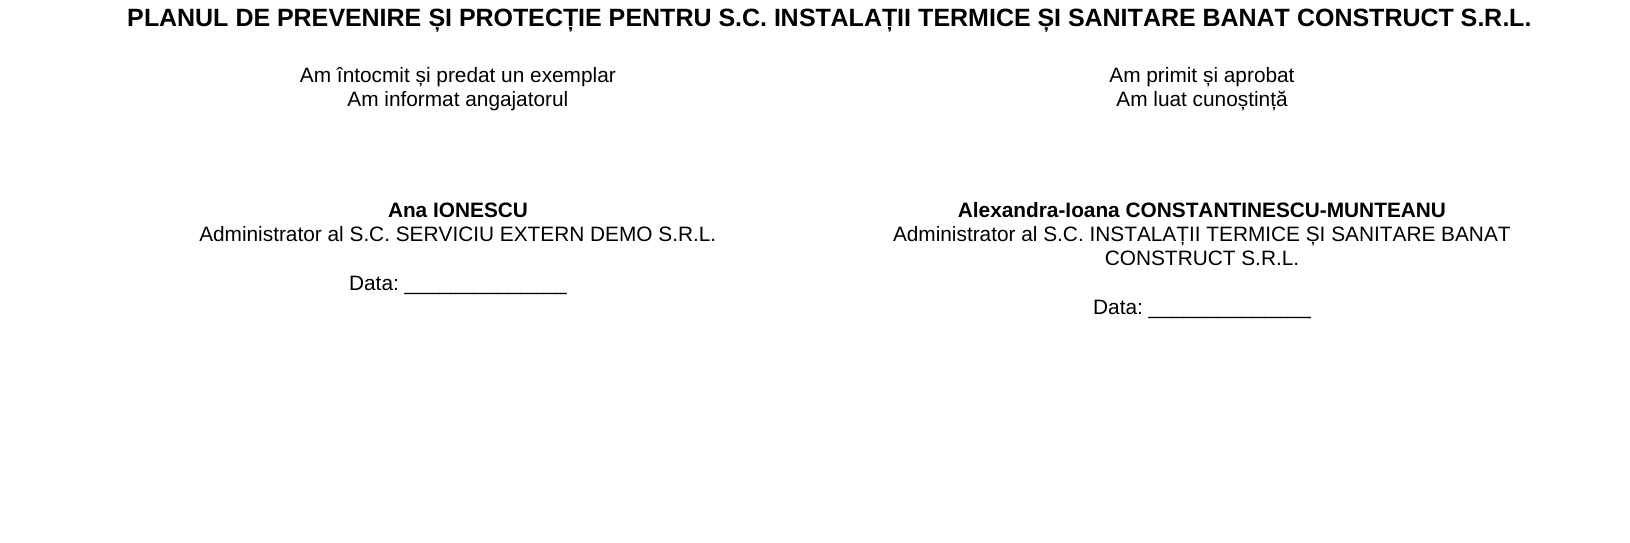 PLANUL DE PREVENIRE ȘI PROTECȚIE PENTRU S.C. INSTALAȚII TERMICE ȘI SANITARE BANAT CONSTRUCT S.R.L.
Am întocmit și predat un exemplar
Am informat angajatorul
Ana IONESCU
Administrator al S.C. SERVICIU EXTERN DEMO S.R.L.
Data: ______________
Am primit și aprobat
Am luat cunoștință
Alexandra-Ioana CONSTANTINESCU-MUNTEANU
Administrator al S.C. INSTALAȚII TERMICE ȘI SANITARE BANAT
CONSTRUCT S.R.L.
Data: ______________